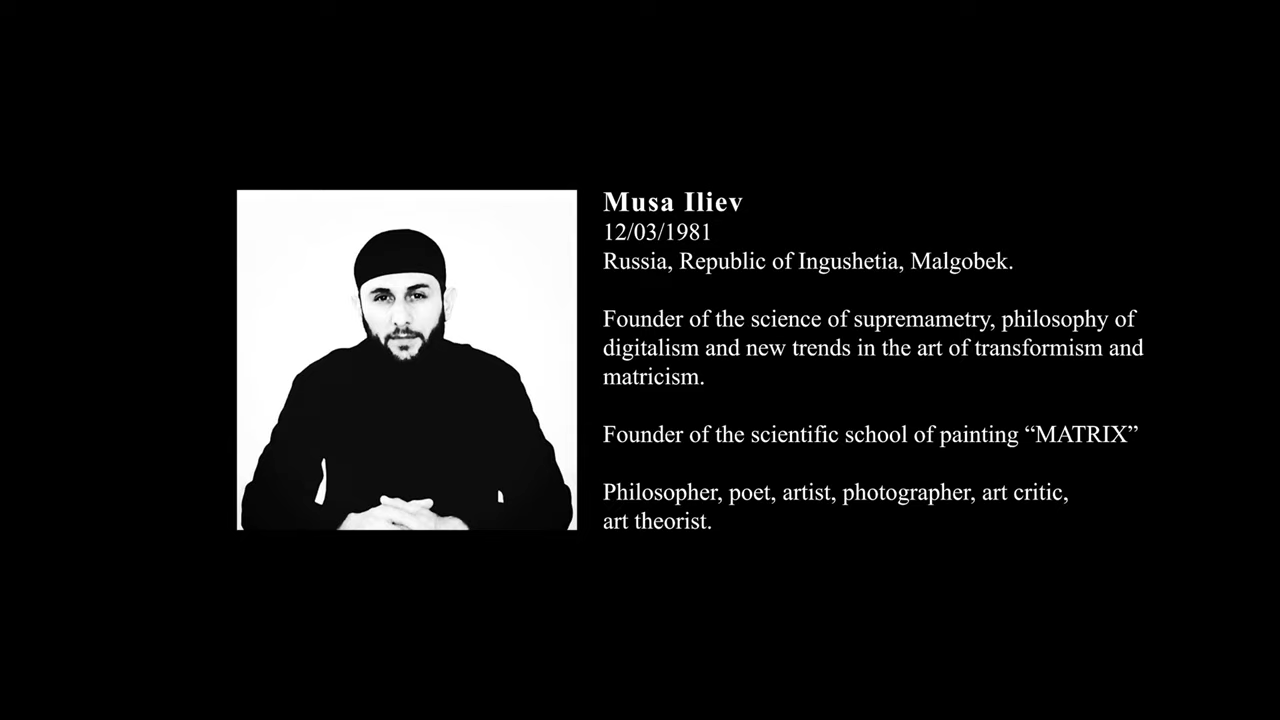 Musa Iliev
12/03/1981
Russia, Republic of Ingushetia, Malgobek.
Founder of the science of supremametry, philosophy of
digitalism and new trends in the art of transformism and
matricism.
Founder of the scientific school of painting “MATRIX”
Philosopher, poet, artist, photographer, art critic,
art theorist.